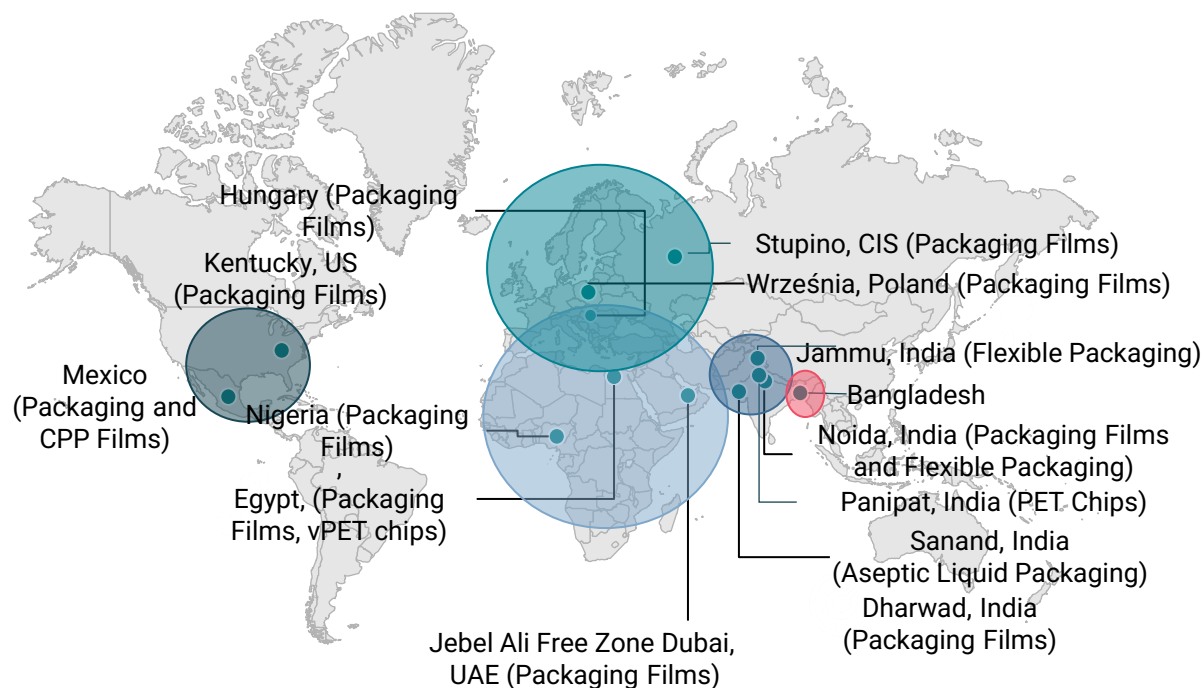 Hungary (Packaging
Films)
Kentucky, US
(Packaging Films)
Mexico
(Packaging and
CPP Films)
Nigeria (Packaging
Films)
,
Egypt, (Packaging
Films, vPET chips)
Jebel Ali Free Zone Dubai,
UAE (Packaging Films)
Stupino, CIS (Packaging Films)
Września, Poland (Packaging Films)
Jammu, India (Flexible Packaging)
Bangladesh
Noida, India (Packaging Films
and Flexible Packaging)
Panipat, India (PET Chips)
Sanand, India
(Aseptic Liquid Packaging)
Dharwad, India
(Packaging Films)